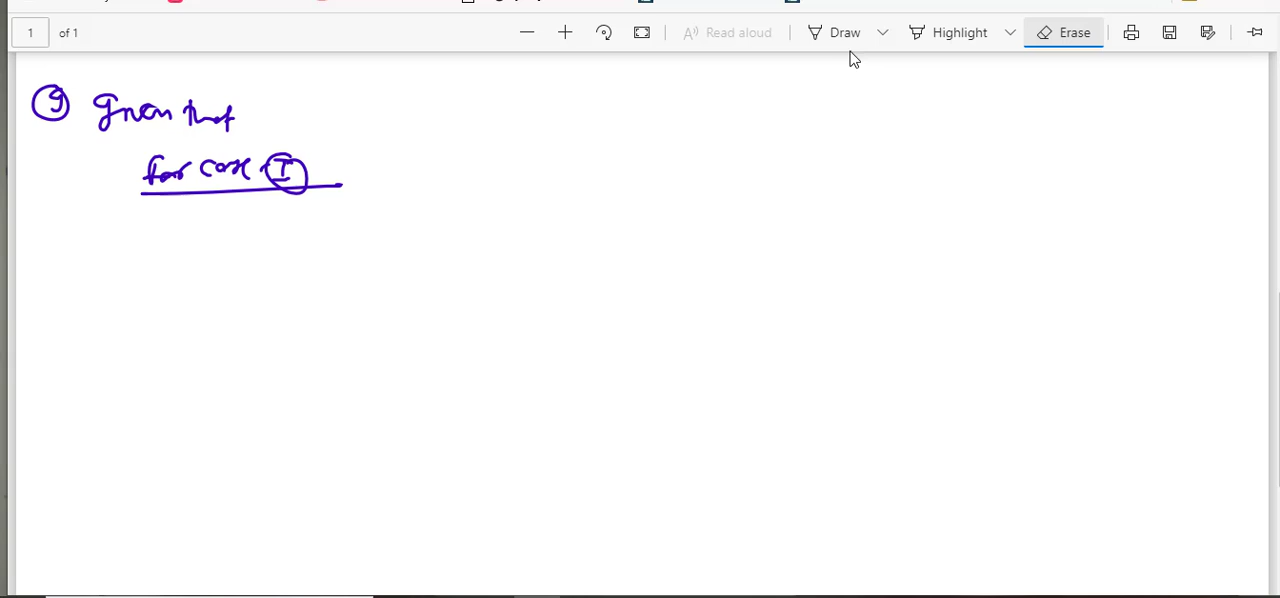 1 of 1 Read aloud Draw Highlight Erase
9 Given that
for case I